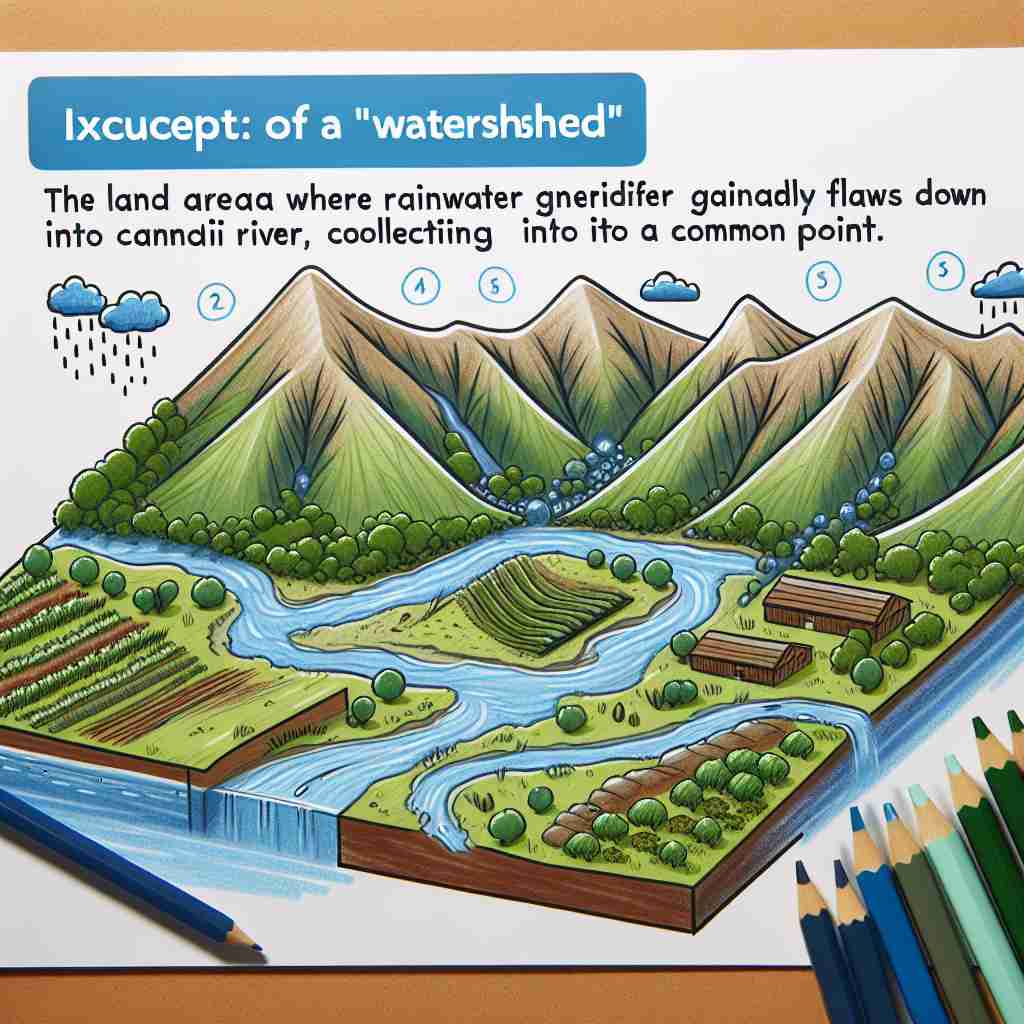 Ixcucept: of a "watershshed"
The land areaa where rainwater gneridifer gainadly flaws down
into canndii river, coollectiing into ito a common point.
2 1 5 5 5